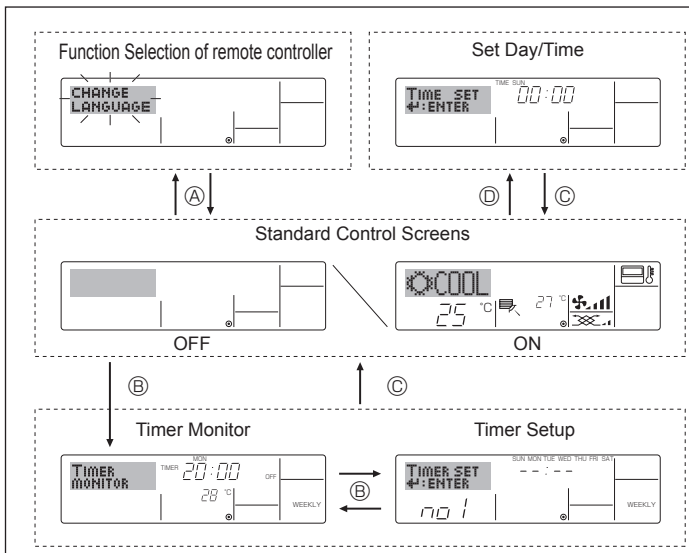 Function Selection of remote controller
CHANGE
LANGUAGE
Set Day/Time
TIME SUN
TIME SET
↵:ENTER
00:00
Ⓐ
Ⓓ
Ⓒ
Standard Control Screens
OFF
COOL
25 °C
27 °C
ON
Ⓑ
Ⓒ
Timer Monitor
TIMER
MONITOR
MON
TIMER 20:00 OFF
28 °C
WEEKLY
Ⓑ
Timer Setup
SUN MON TUE WED THU FRI SAT
TIMER SET
↵:ENTER
--:--
no 1
WEEKLY